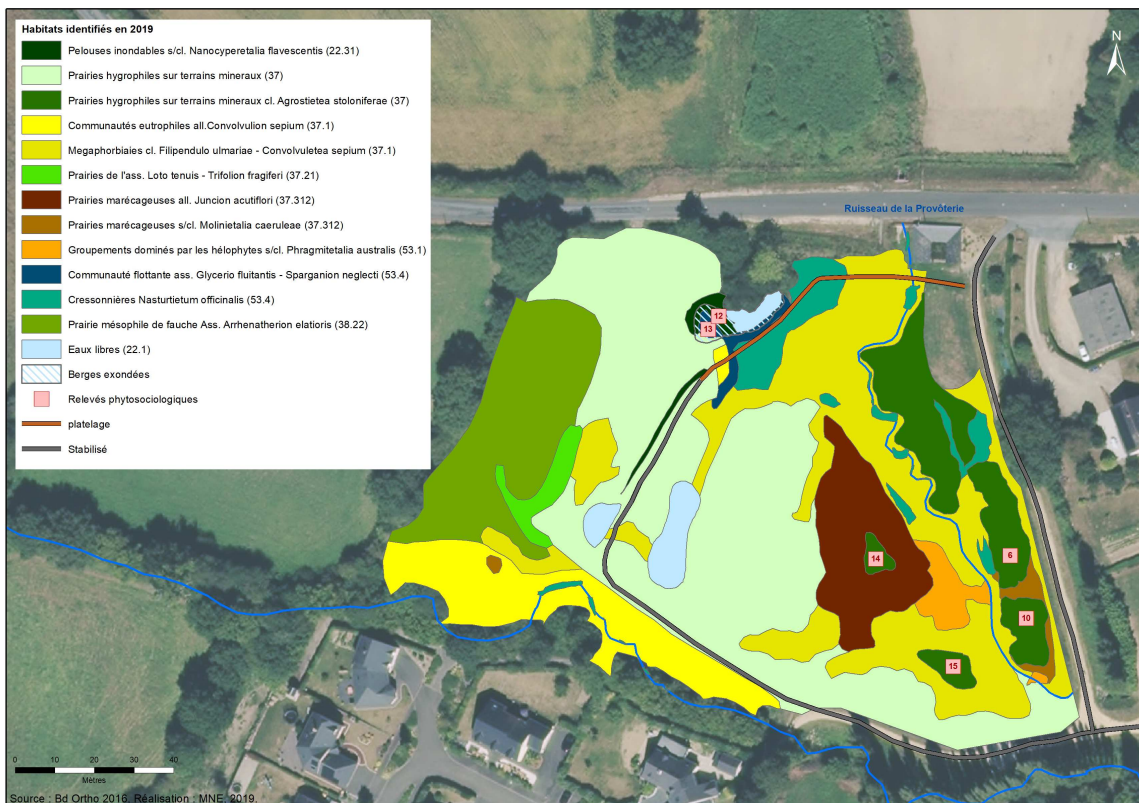 Habitats identifiés en 2019
Pelouses inondables s/cl. Nanocyperetalia flavescentis (22.31)
Prairies hygrophiles sur terrains mineraux (37)
Prairies hygrophiles sur terrains mineraux cl. Agrostietea stoloniferae (37)
Communautés eutrophiles all.Convolvulion sepium (37.1)
Megaphorbiaies cl. Filipendulo ulmariae - Convolvuletea sepium (37.1)
Prairies de l'ass. Loto tenuis - Trifolion fragiferi (37.21)
Prairies marécageuses all. Juncion acutiflori (37.312)
Prairies marécageuses s/cl. Molinietalia caeruleae (37.312)
Groupements dominés par les hélophytes s/cl. Phragmitetalia australis (53.1)
Communauté flottante ass. Glycerio fluitantis - Sparganion neglecti (53.4)
Cressonnières Nasturtietum officinalis (53.4)
Prairie mésophile de fauche Ass. Arrhenatherion elatioris (38.22)
Eaux libres (22.1)
Berges exondées
Relevés phytosociologiques
platelage
Stabilisé
N
Ruisseau de la Provôterie
12
13
14
6
10
15
0 10 20 30 40
Mètres
Source : Bd Ortho 2016, Réalisation : MNE, 2019.